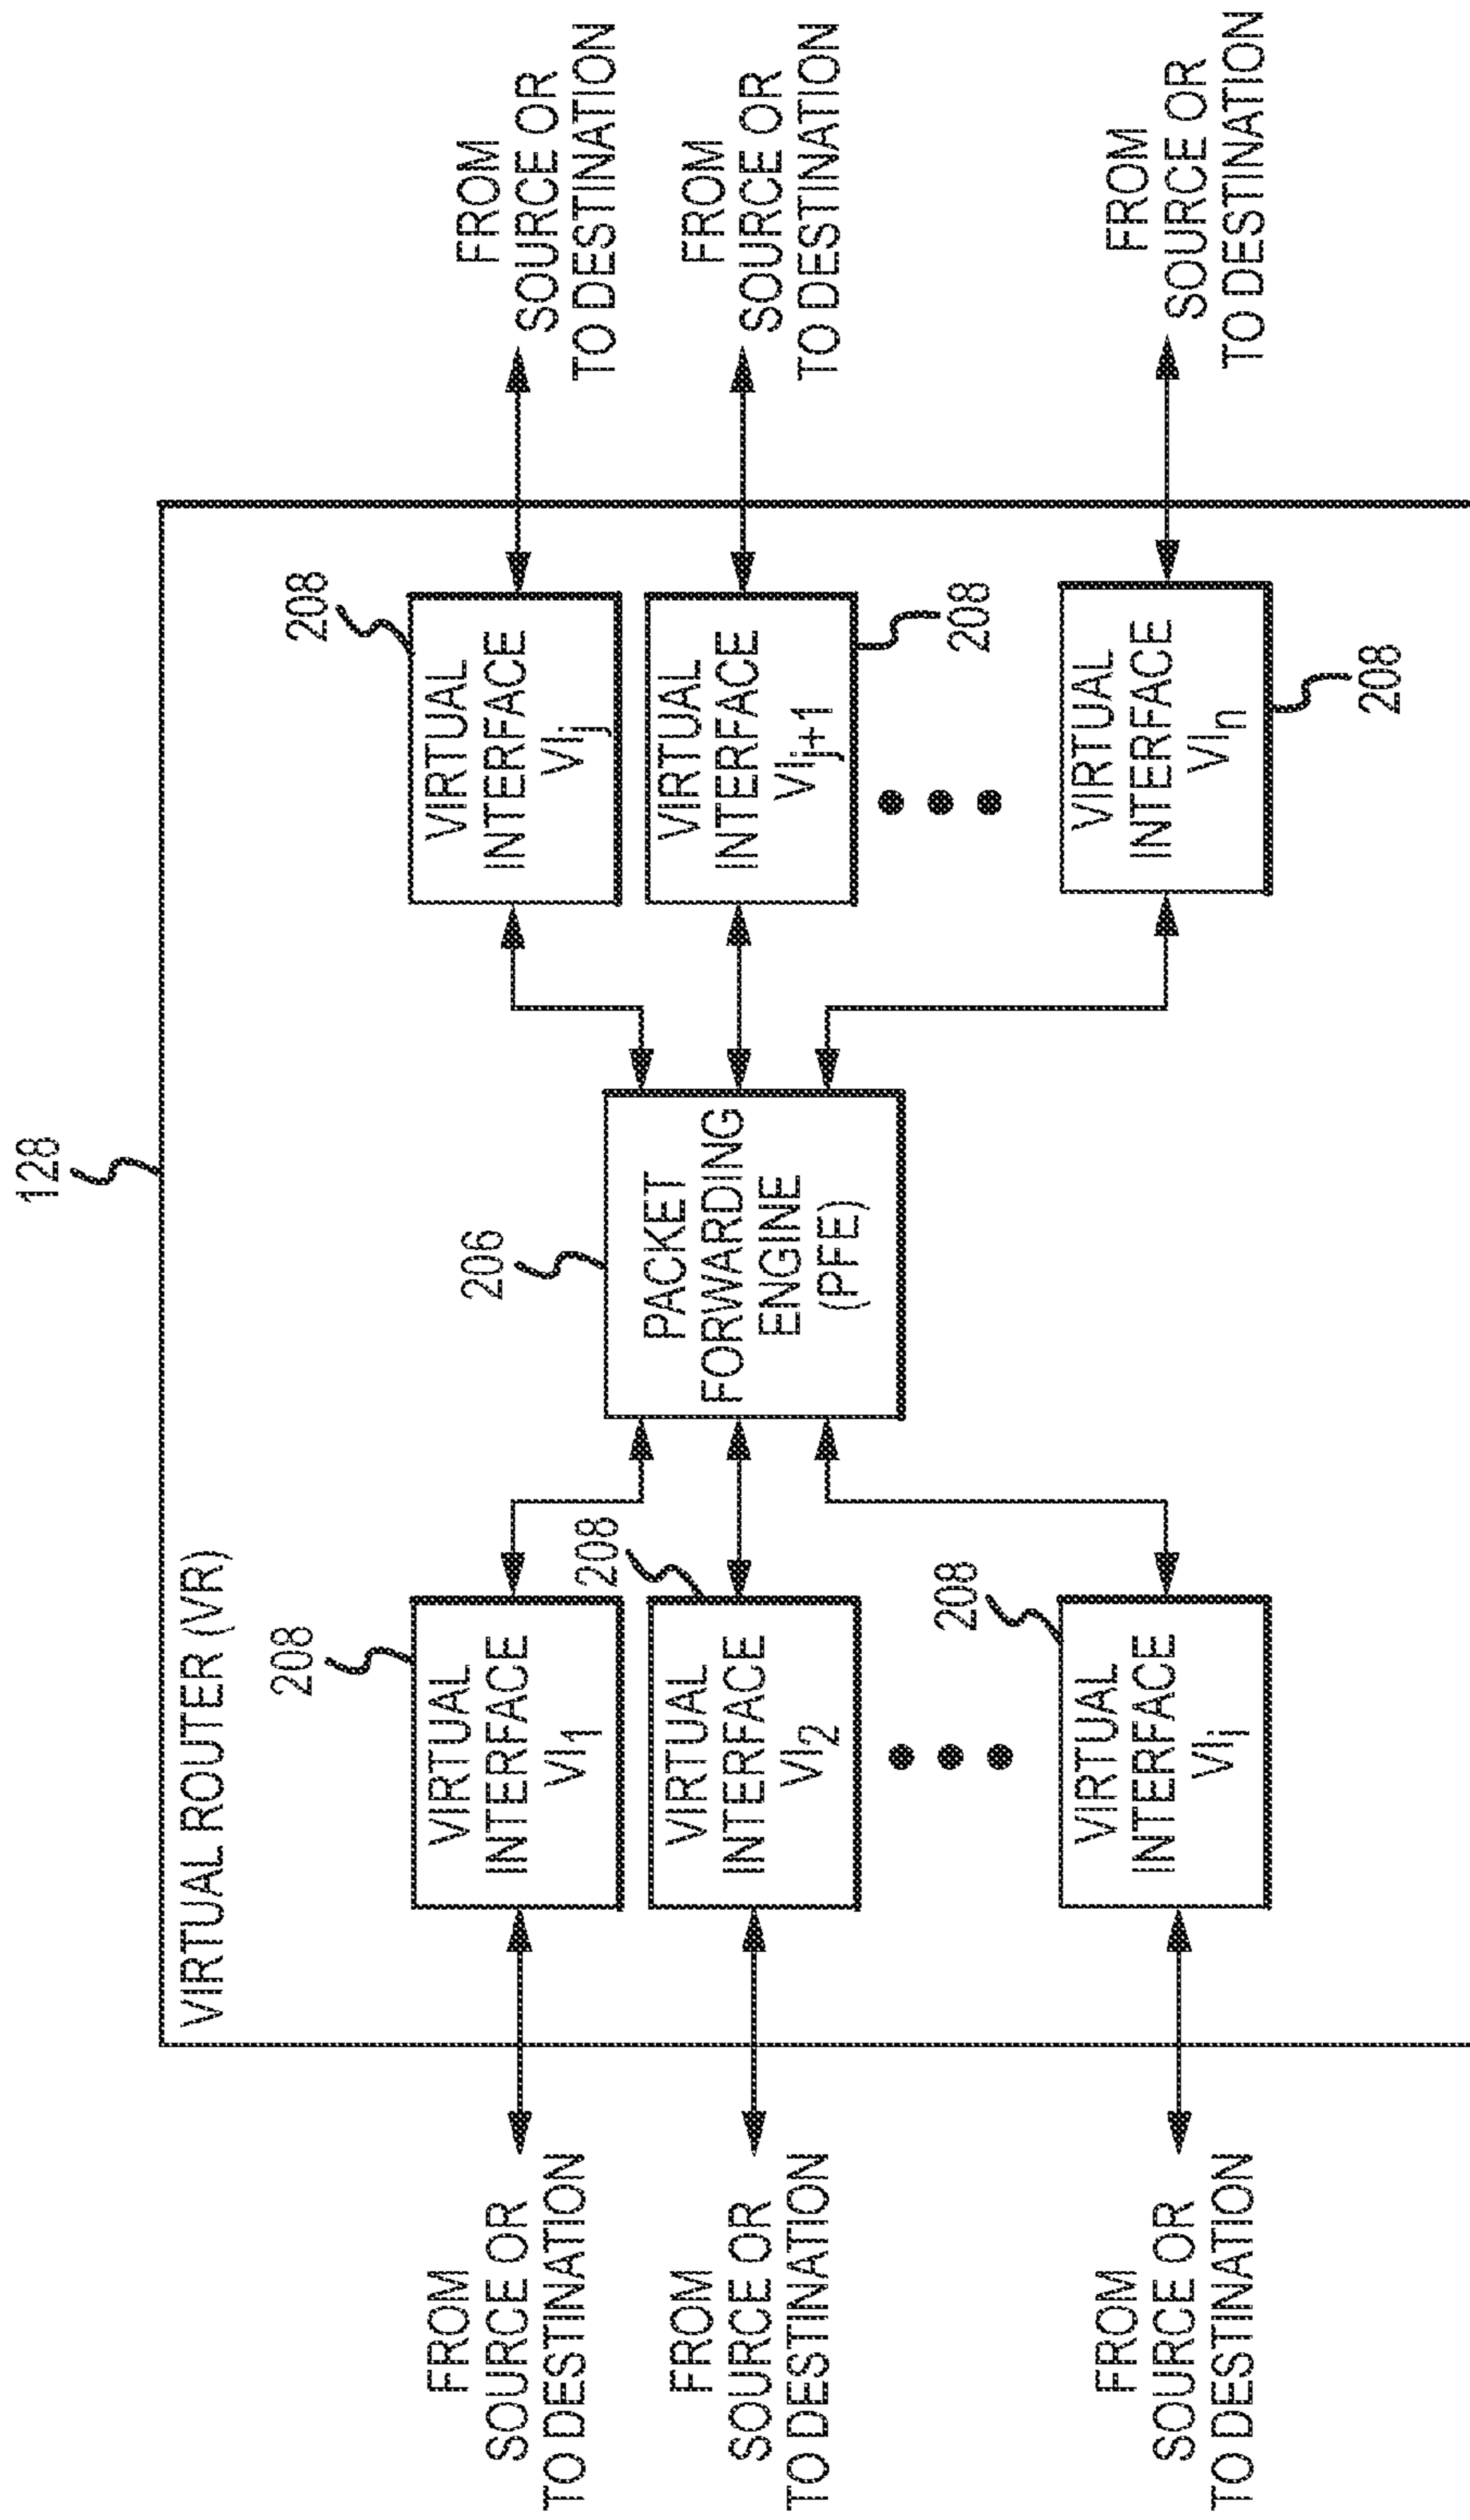 128
VIRTUAL ROUTER (VR)
FROM
SOURCE OR
TO DESTINATION
208
VIRTUAL
INTERFACE
VI1
FROM
SOURCE OR
TO DESTINATION
208
VIRTUAL
INTERFACE
VI2
FROM
SOURCE OR
TO DESTINATION
208
VIRTUAL
INTERFACE
VIi
206
PACKET
FORWARDING
ENGINE
(PFE)
208
VIRTUAL
INTERFACE
VIj
FROM
SOURCE OR
TO DESTINATION
VIRTUAL
INTERFACE
VIj+1
208
FROM
SOURCE OR
TO DESTINATION
VIRTUAL
INTERFACE
VIn
208
FROM
SOURCE OR
TO DESTINATION